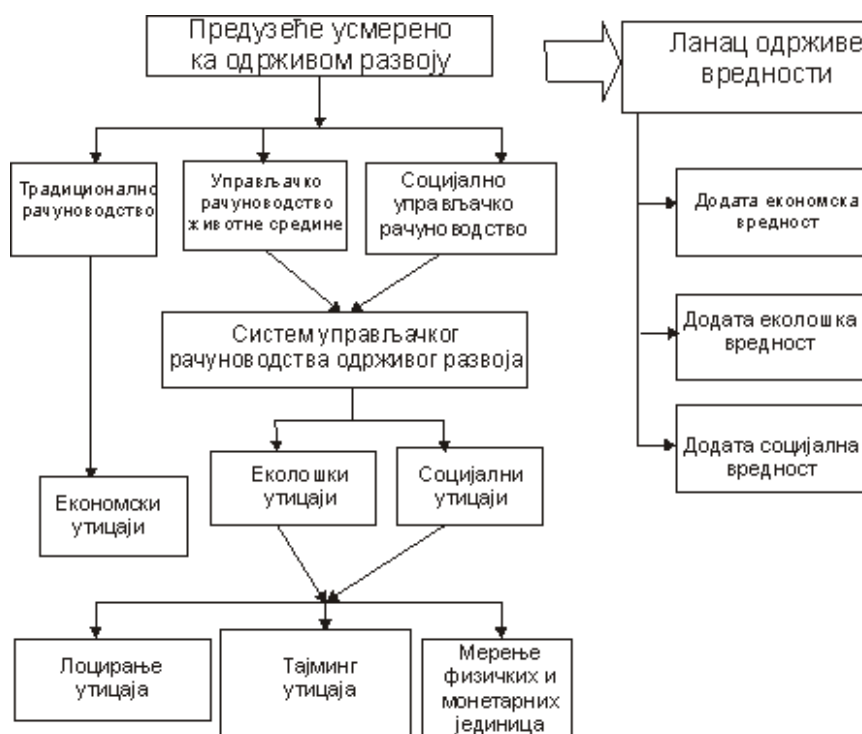 Предузеће усмерено
ка одрживом развоју
Ланац одрживе
вредности
Традиционално
рачуноводство
Управљачко
рачуноводство
животне средине
Социјално
управљачко
рачуноводство
Додата економска
вредност
Систем управљачког
рачуноводства одрживог развоја
Додата еколошка
вредност
Додата социјална
вредност
Економски
утицаји
Еколошки
утицаји
Социјални
утицаји
Лоцирање
утицаја
Тајминг
утицаја
Мерење
физичких и
монетарних
јединица